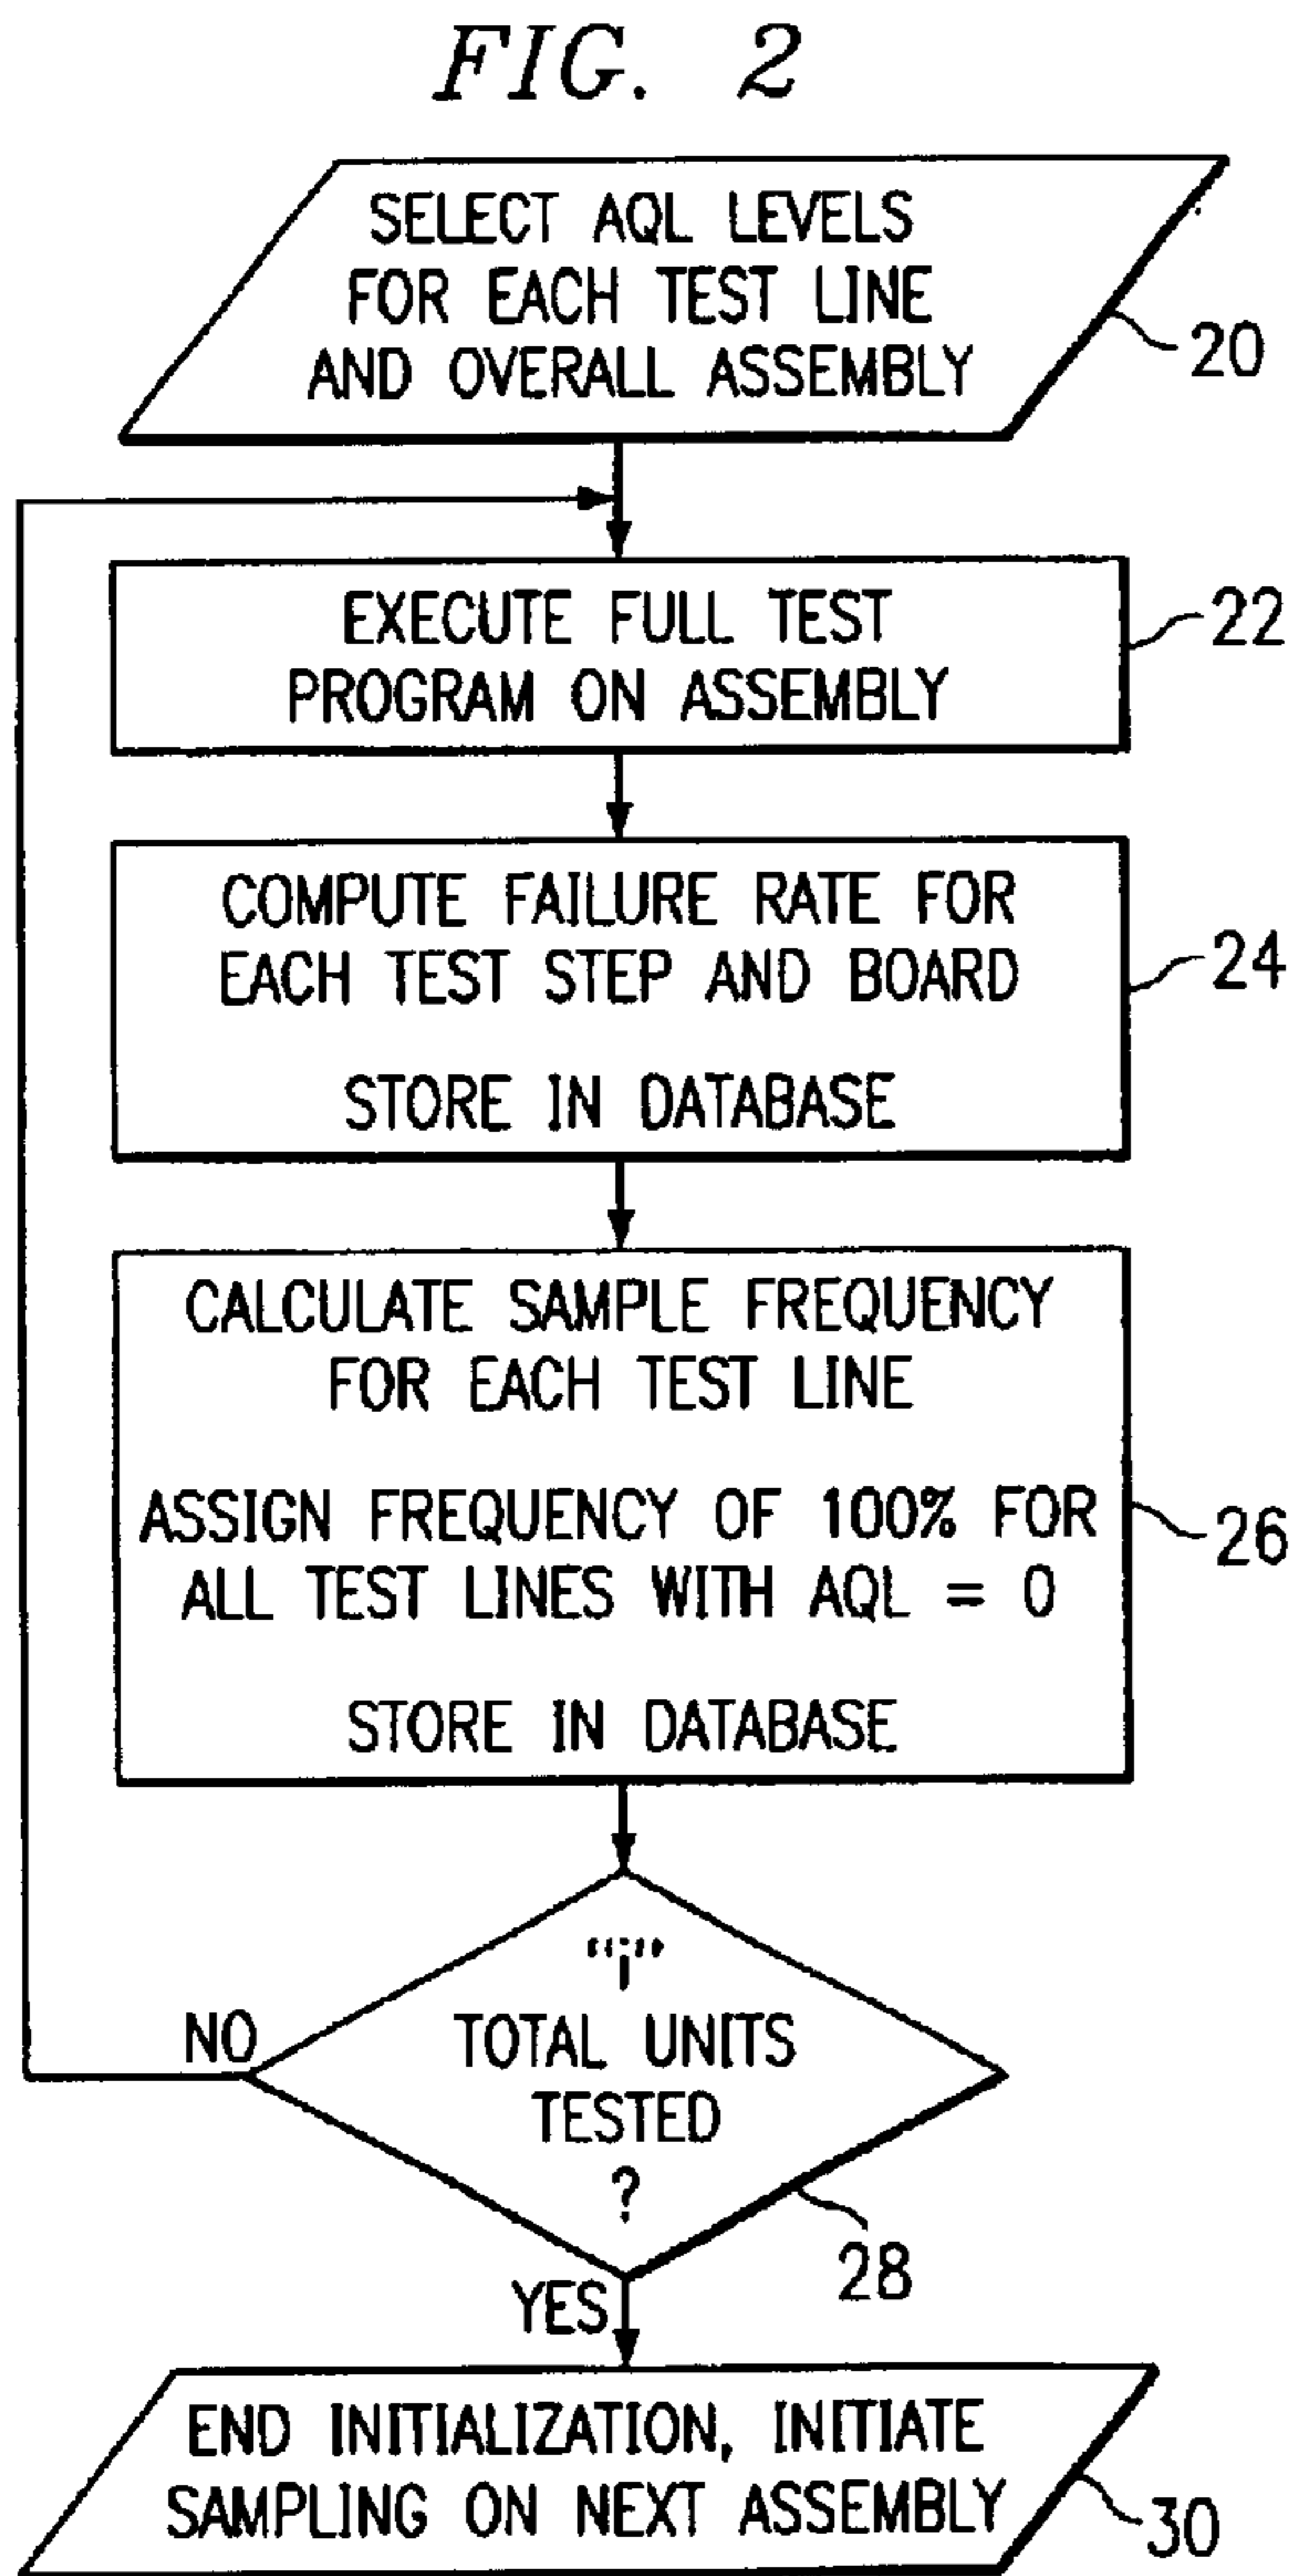 FIG. 2
SELECT AQL LEVELS
FOR EACH TEST LINE
AND OVERALL ASSEMBLY
20
EXECUTE FULL TEST
PROGRAM ON ASSEMBLY
22
COMPUTE FAILURE RATE FOR
EACH TEST STEP AND BOARD
STORE IN DATABASE
24
CALCULATE SAMPLE FREQUENCY
FOR EACH TEST LINE
ASSIGN FREQUENCY OF 100% FOR
ALL TEST LINES WITH AQL = 0
STORE IN DATABASE
26
"i"
TOTAL UNITS
TESTED
?
NO
28
YES
END INITIALIZATION, INITIATE
SAMPLING ON NEXT ASSEMBLY
30